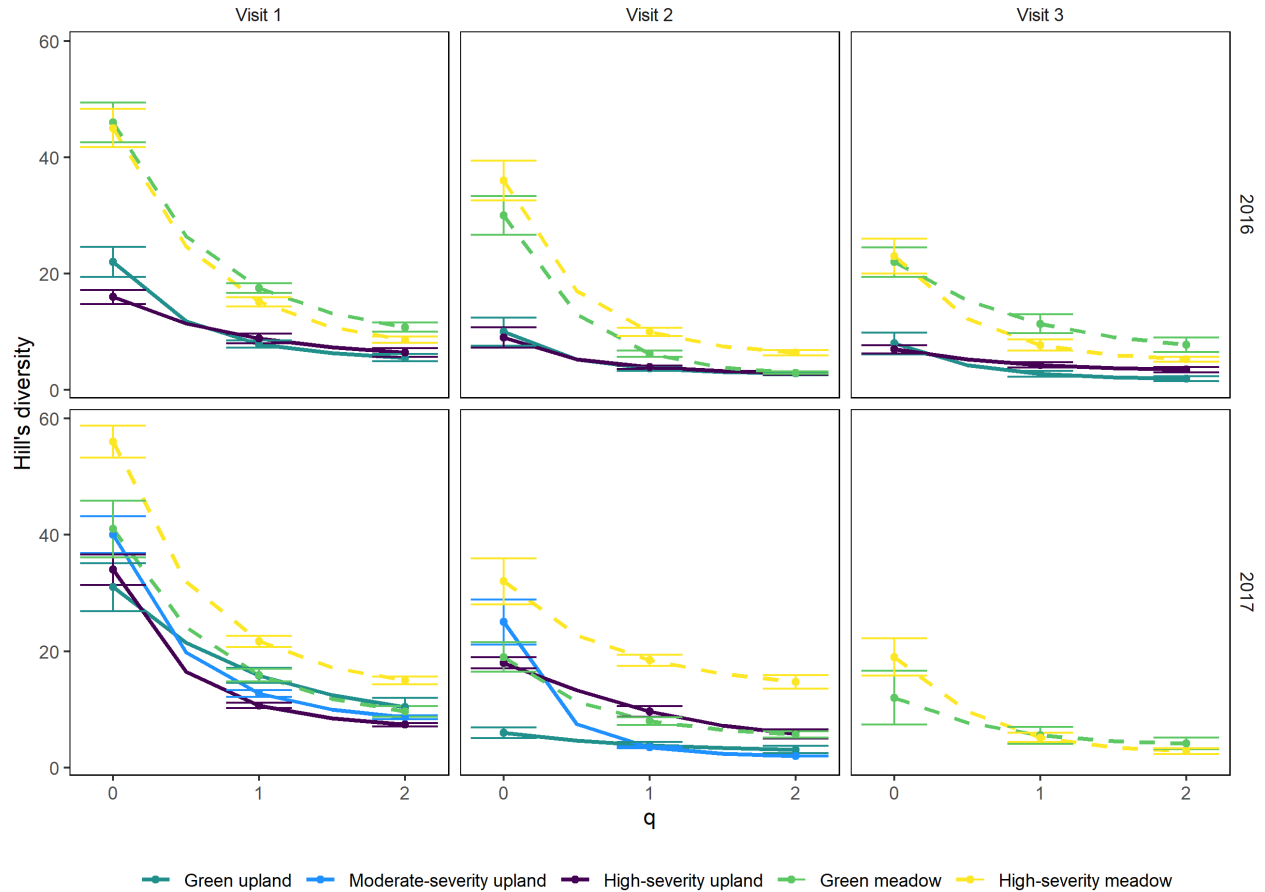 Visit 1 Visit 2 Visit 3
60
40
20
0
2016
Hill's diversity
60
40
20
0
2017
0 1 2 0 1 2 0 1 2
q
Green upland Moderate-severity upland High-severity upland Green meadow High-severity meadow